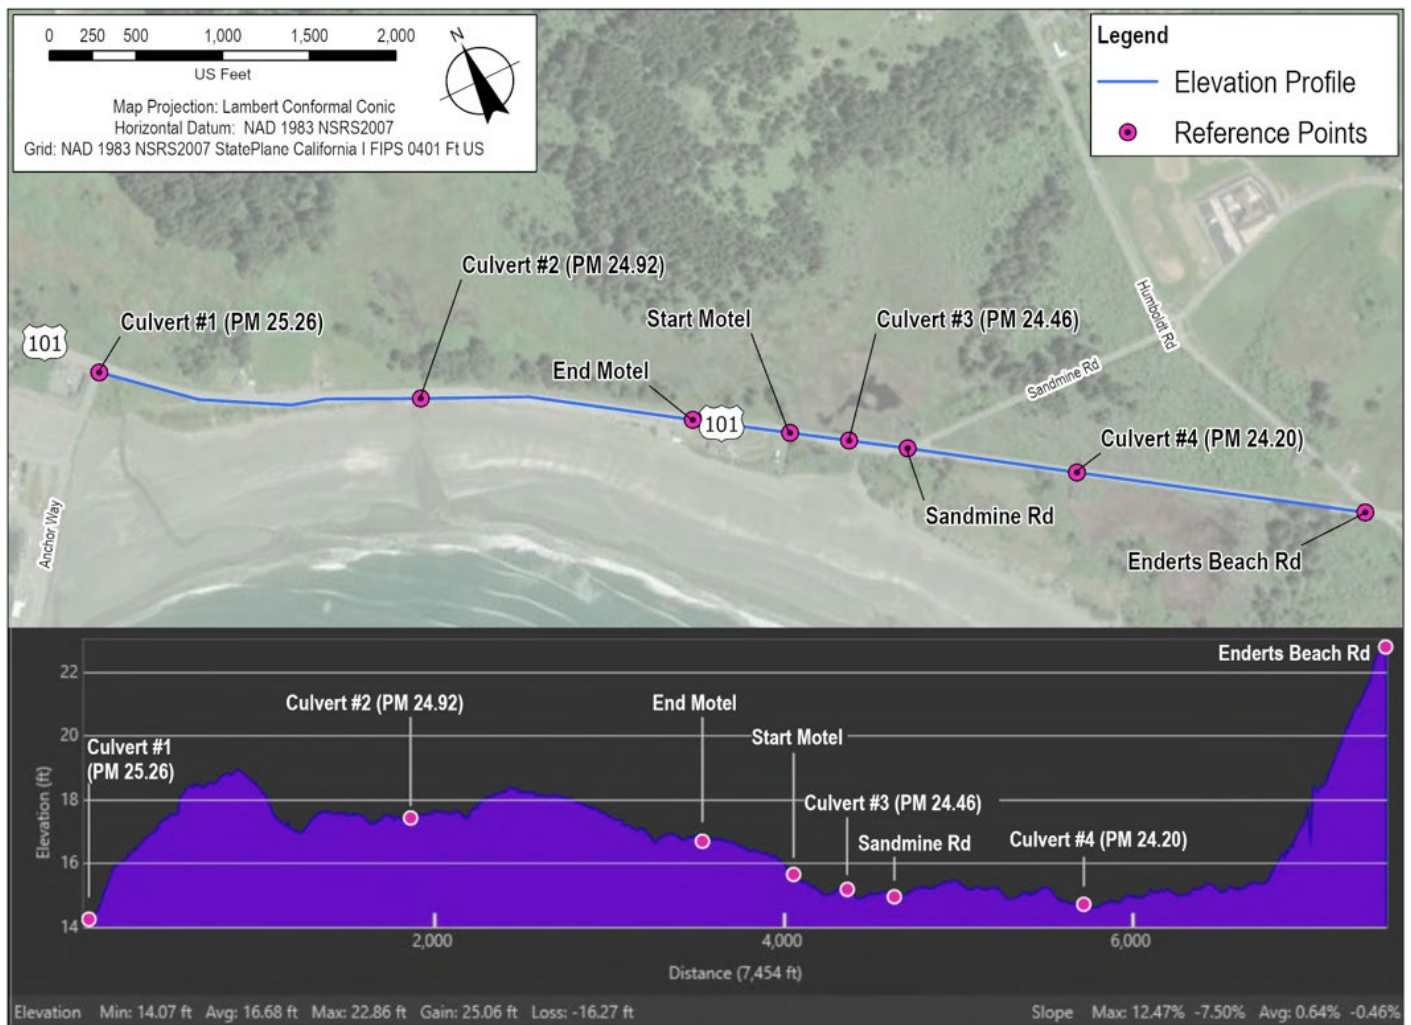 0 250 500 1,000 1,500 2,000
US Feet
N
Map Projection: Lambert Conformal Conic
Horizontal Datum: NAD 1983 NSRS2007
Grid: NAD 1983 NSRS2007 StatePlane California I FIPS 0401 Ft US
Legend
Elevation Profile
Reference Points
Culvert #2 (PM 24.92)
Culvert #1 (PM 25.26)
Start Motel
Culvert #3 (PM 24.46)
Humboldt Rd
101
End Motel
Sandmine Rd
101
Culvert #4 (PM 24.20)
Sandmine Rd
Anchor Way
Enderts Beach Rd
Enderts Beach Rd
22
Culvert #2 (PM 24.92)
End Motel
20
Start Motel
Culvert #1
(PM 25.26)
18
Culvert #3 (PM 24.46)
Sandmine Rd
Culvert #4 (PM 24.20)
Elevation (ft)
16
14
2,000 4,000 6,000
Distance (7,454 ft)
Elevation Min: 14.07 ft Avg: 16.68 ft Max: 22.86 ft Gain: 25.06 ft Loss: -16.27 ft
Slope Max: 12.47% -7.50% Avg: 0.64% -0.46%